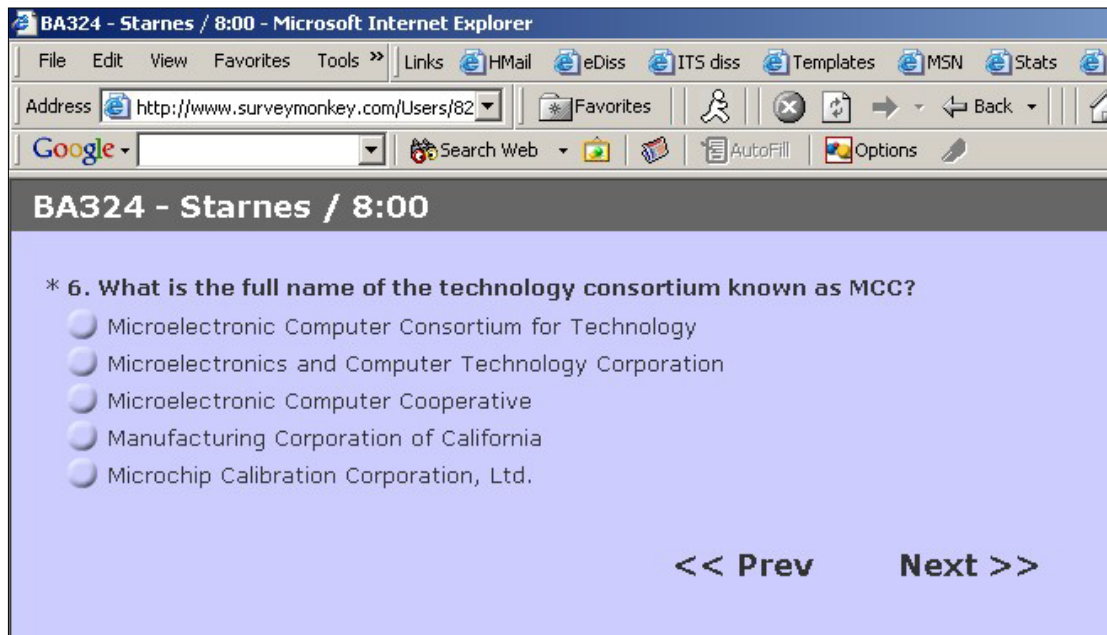 BA324 - Starnes / 8:00 - Microsoft Internet Explorer
File Edit View Favorites Tools » Links HMail eDiss ITS diss Templates MSN Stats
Address http://www.surveymonkey.com/Users/82 Favorites Back
Google Search Web AutoFill Options
BA324 - Starnes / 8:00
* 6. What is the full name of the technology consortium known as MCC?
Microelectronic Computer Consortium for Technology
Microelectronics and Computer Technology Corporation
Microelectronic Computer Cooperative
Manufacturing Corporation of California
Microchip Calibration Corporation, Ltd.
<< Prev Next >>